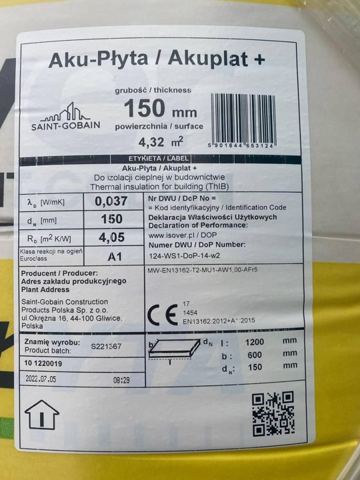 Aku-Płyta / Akuplat +
grubość / thickness
150 mm
SAINT-GOBAIN
powierzchnia / surface
4,32 m²
5901644663124
ETYKIETA / LABEL
Aku-Płyta / Akuplat +
Do izolacji cieplnej w budownictwie
Thermal insulation for building (ThIB)
λD [W/mK] 0,037
dN [mm] 150
RD [m² K/W] 4,05
Klasa reakcji na ogień
Euroclass A1
Nr DWU / DoP No =
= Kod identyfikacyjny / Identification Code
Deklaracja Właściwości Użytkowych
Declaration of Performance:
www.isover.pl / DOP
Numer DWU / DoP Number:
124-WS1-DoP-14-w2
Producent / Producer:
Adres zakładu produkcyjnego
Plant Address
Saint-Gobain Construction
Products Polska Sp. z o.o.
ul.Okrężna 16, 44-100 Gliwice.
Polska
MW-EN13162-T2-MU1-AW1,00-AFr5
CE
17
1454
EN13162:2012+A1:2015
Znamię wyrobu:
Product batch: S221367
10 1220019
2022.07.05 08:29
b l dN
l : 1200 mm
b : 600 mm
dN: 150 mm
I